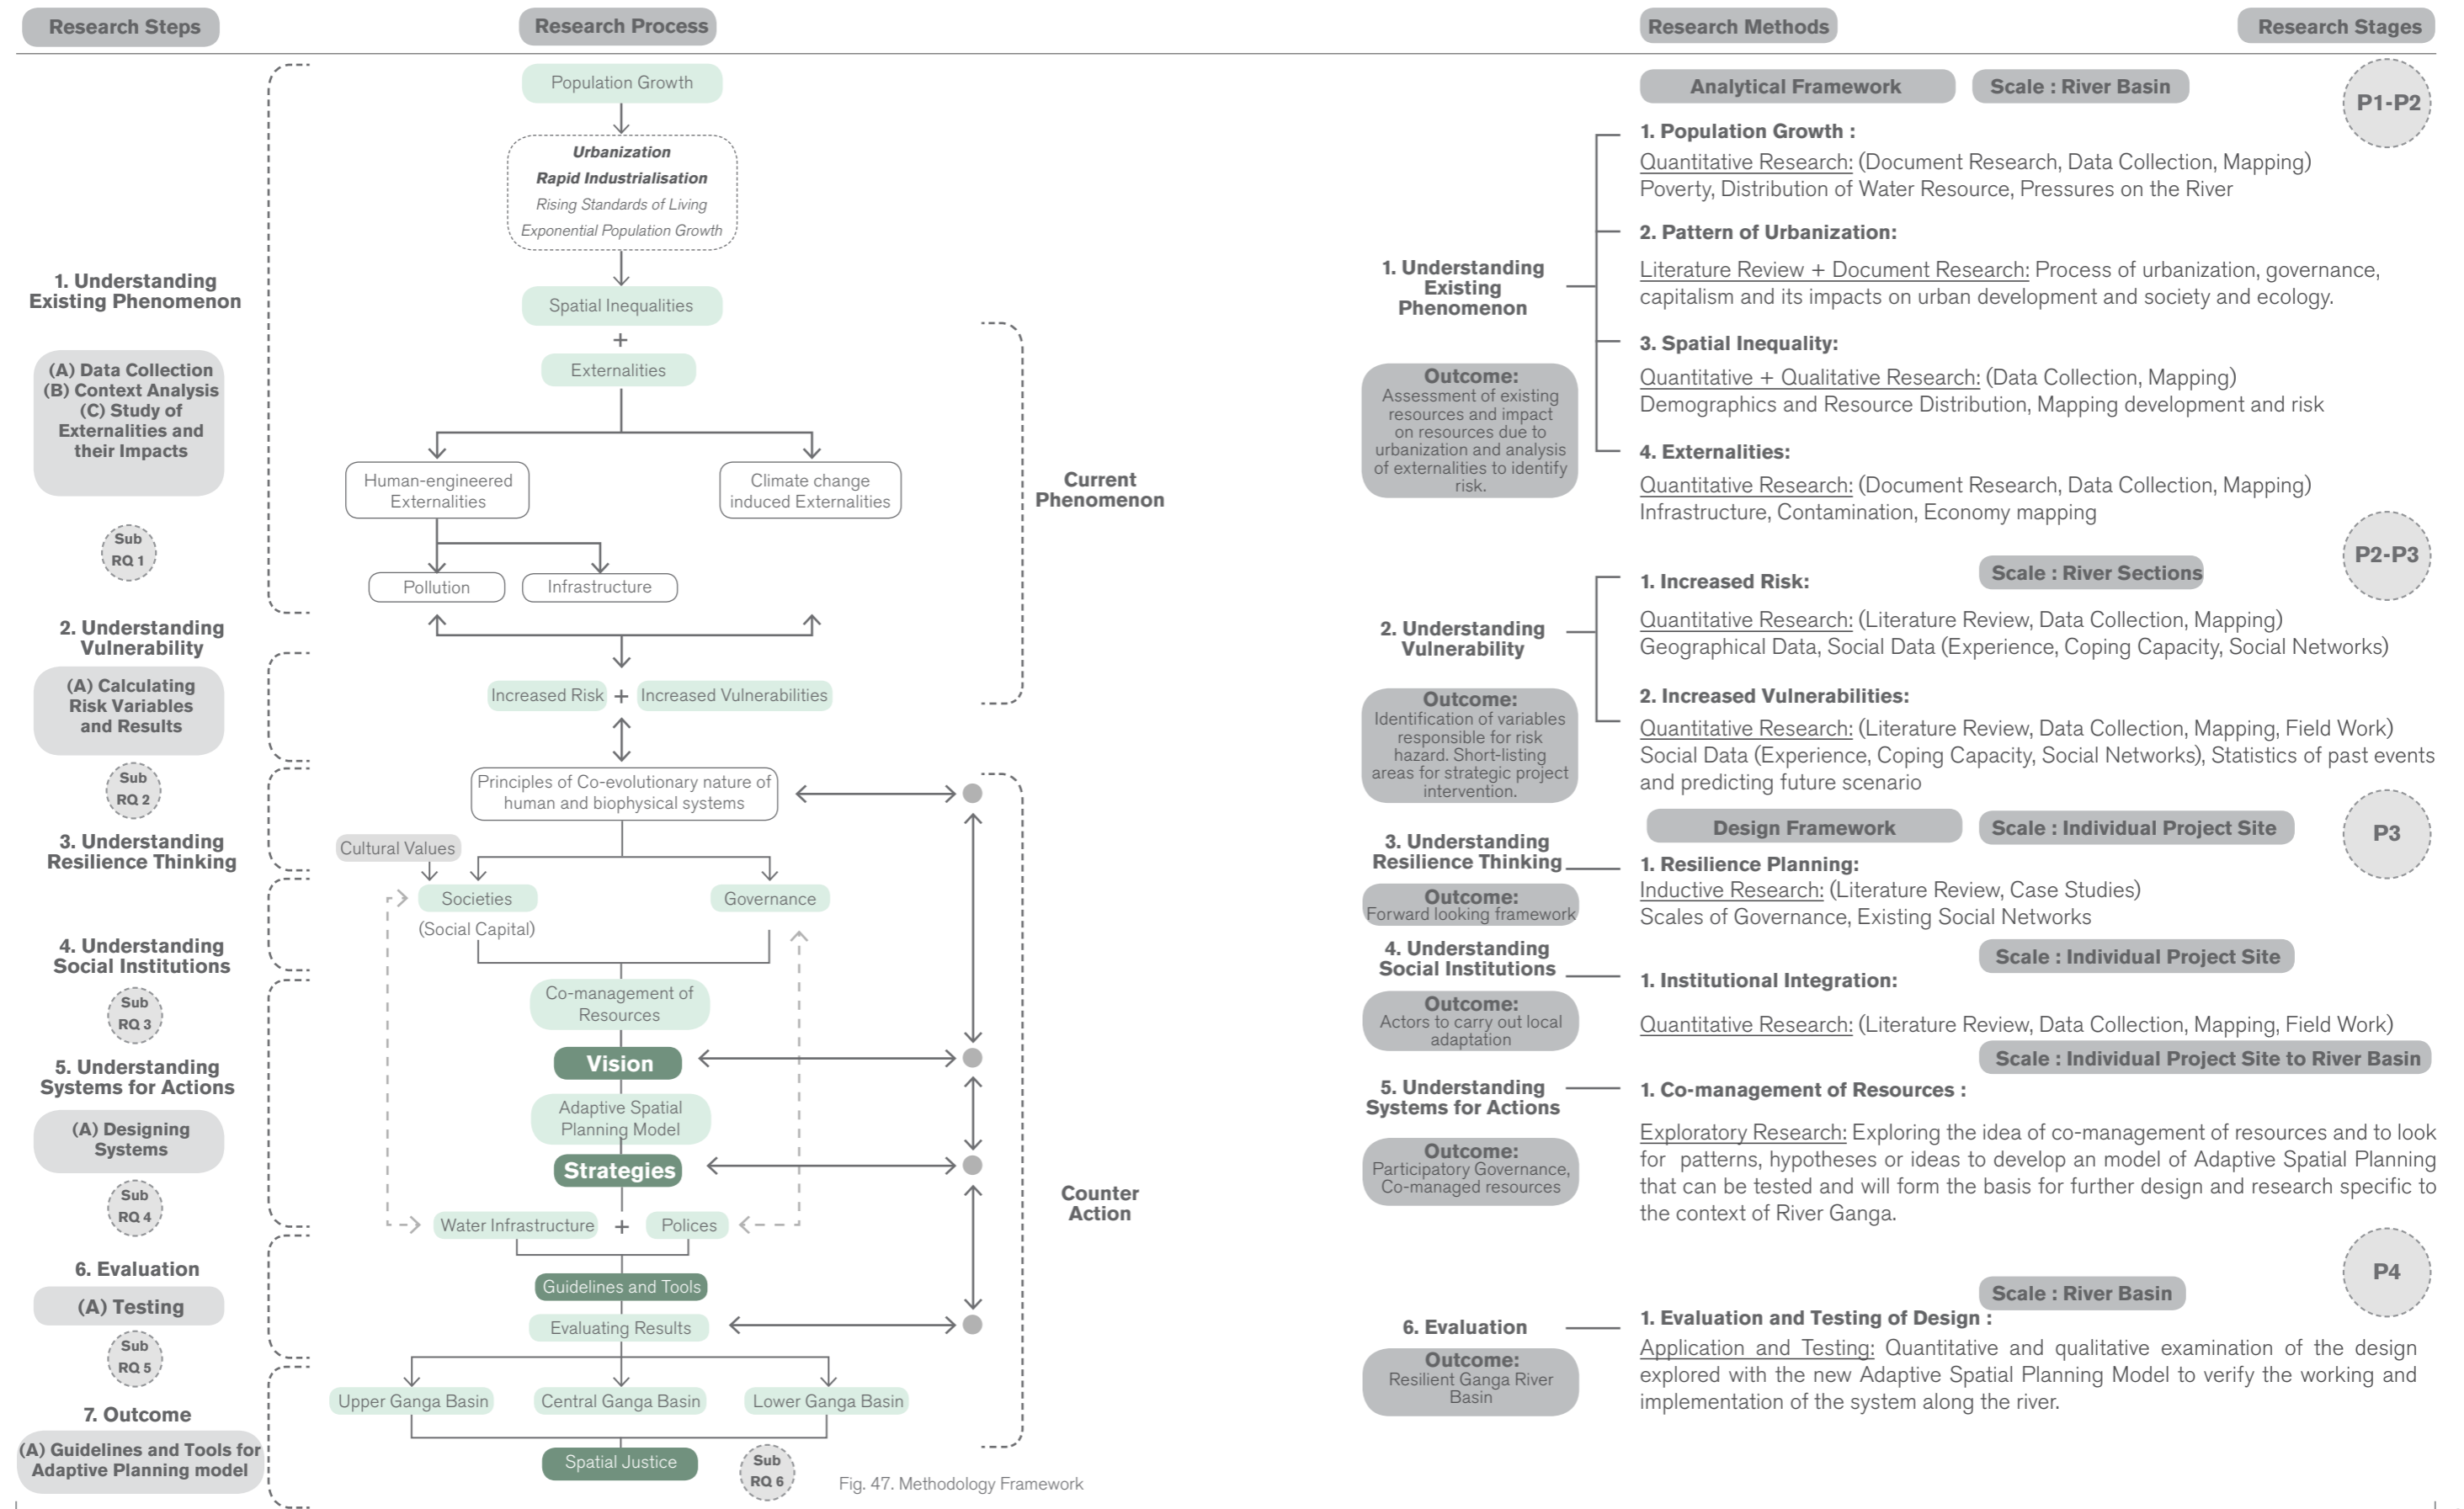 Research Steps
Research Process
Research Methods
Research Stages
1. Understanding
Existing Phenomenon
(A) Data Collection
(B) Context Analysis
(C) Study of
Externalities and
their Impacts
Sub
RQ 1
2. Understanding
Vulnerability
(A) Calculating
Risk Variables
and Results
Sub
RQ 2
3. Understanding
Resilience Thinking
4. Understanding
Social Institutions
Sub
RQ 3
5. Understanding
Systems for Actions
(A) Designing
Systems
Sub
RQ 4
6. Evaluation
(A) Testing
Sub
RQ 5
7. Outcome
(A) Guidelines and Tools for
Adaptive Planning model
Population Growth
Urbanization
Rapid Industrialisation
Rising Standards of Living
Exponential Population Growth
Spatial Inequalities
+
Externalities
Human-engineered
Externalities
Climate change
induced Externalities
Pollution
Infrastructure
Increased Risk + Increased Vulnerabilities
Current
Phenomenon
Principles of Co-evolutionary nature of
human and biophysical systems
Cultural Values
Societies
(Social Capital)
Governance
Co-management of
Resources
Vision
Adaptive Spatial
Planning Model
Strategies
Water Infrastructure + Polices
Guidelines and Tools
Evaluating Results
Upper Ganga Basin
Central Ganga Basin
Lower Ganga Basin
Spatial Justice
Sub
RQ 6
Counter
Action
Fig. 47. Methodology Framework
Analytical Framework
Scale : River Basin
P1-P2
1. Understanding
Existing
Phenomenon
Outcome:
Assessment of existing
resources and impact
on resources due to
urbanization and analysis
of externalities to identify
risk.
1. Population Growth :
Quantitative Research: (Document Research, Data Collection, Mapping)
Poverty, Distribution of Water Resource, Pressures on the River
2. Pattern of Urbanization:
Literature Review + Document Research: Process of urbanization, governance,
capitalism and its impacts on urban development and society and ecology.
3. Spatial Inequality:
Quantitative + Qualitative Research: (Data Collection, Mapping)
Demographics and Resource Distribution, Mapping development and risk
4. Externalities:
Quantitative Research: (Document Research, Data Collection, Mapping)
Infrastructure, Contamination, Economy mapping
P2-P3
Scale : River Sections
2. Understanding
Vulnerability
Outcome:
Identification of variables
responsible for risk
hazard. Short-listing
areas for strategic project
intervention.
1. Increased Risk:
Quantitative Research: (Literature Review, Data Collection, Mapping)
Geographical Data, Social Data (Experience, Coping Capacity, Social Networks)
2. Increased Vulnerabilities:
Quantitative Research: (Literature Review, Data Collection, Mapping, Field Work)
Social Data (Experience, Coping Capacity, Social Networks), Statistics of past events
and predicting future scenario
Design Framework
Scale : Individual Project Site
P3
3. Understanding
Resilience Thinking
Outcome:
Forward looking framework
1. Resilience Planning:
Inductive Research: (Literature Review, Case Studies)
Scales of Governance, Existing Social Networks
4. Understanding
Social Institutions
Outcome:
Actors to carry out local
adaptation
Scale : Individual Project Site
1. Institutional Integration:
Quantitative Research: (Literature Review, Data Collection, Mapping, Field Work)
Scale : Individual Project Site to River Basin
5. Understanding
Systems for Actions
Outcome:
Participatory Governance,
Co-managed resources
1. Co-management of Resources :
Exploratory Research: Exploring the idea of co-management of resources and to look
for patterns, hypotheses or ideas to develop an model of Adaptive Spatial Planning
that can be tested and will form the basis for further design and research specific to
the context of River Ganga.
P4
Scale : River Basin
6. Evaluation
Outcome:
Resilient Ganga River
Basin
1. Evaluation and Testing of Design :
Application and Testing: Quantitative and qualitative examination of the design
explored with the new Adaptive Spatial Planning Model to verify the working and
implementation of the system along the river.